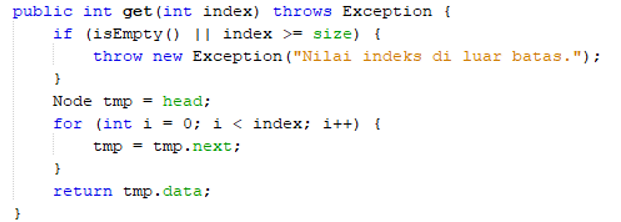 public int get(int index) throws Exception {
    if (isEmpty() || index >= size) {
        throw new Exception("Nilai indeks di luar batas.");
    }
    Node tmp = head;
    for (int i = 0; i < index; i++) {
        tmp = tmp.next;
    }
    return tmp.data;
}